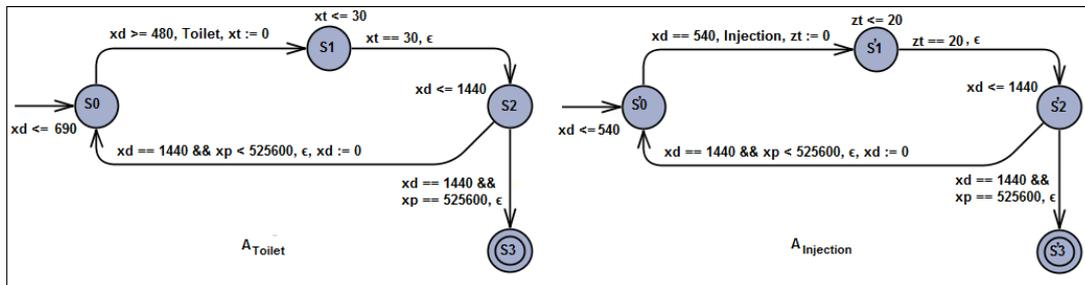 xt <= 30
xd >= 480, Toilet, xt := 0
S1
xt == 30, ϵ
xd <= 1440
S0
S2
xd <= 690
xd == 1440 && xp < 525600, ϵ, xd := 0
xd == 1440 &&
xp == 525600, ϵ
S3
A Toilet
zt <= 20
xd == 540, Injection, zt := 0
S'1
zt == 20, ϵ
xd <= 1440
S'0
S'2
xd <=540
xd == 1440 && xp < 525600, ϵ, xd := 0
xd == 1440 &&
xp == 525600, ϵ
S'3
A Injection